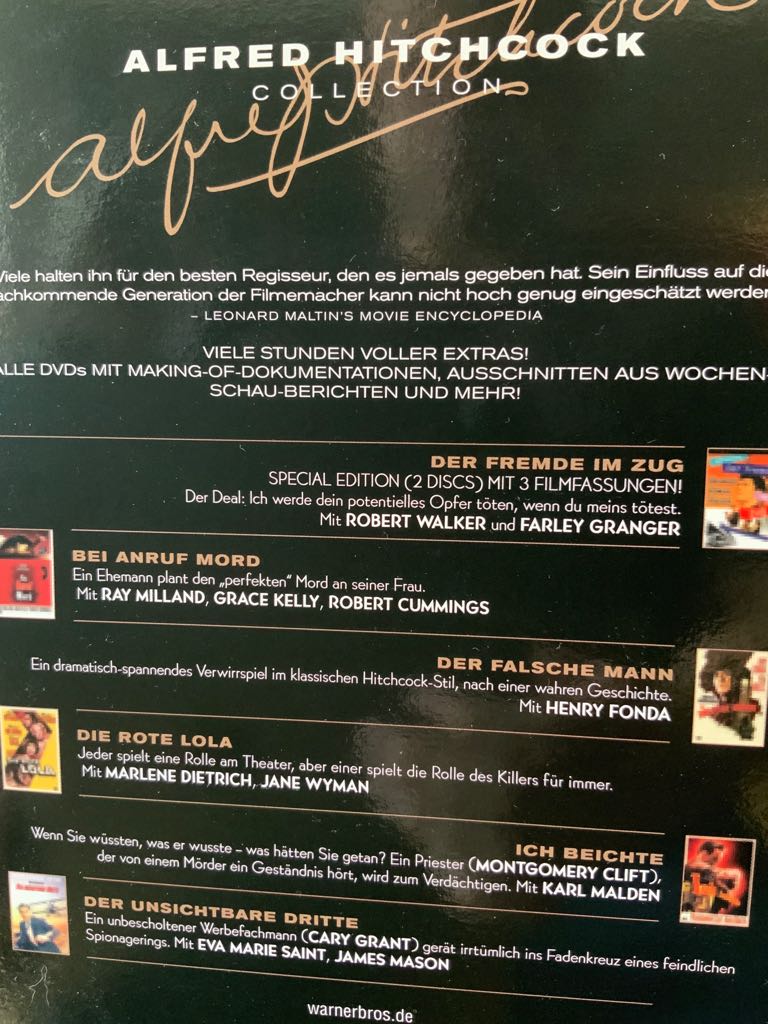 ALFRED HITCHCOCK
COLLECTION
alfred Hitchcock
Viele halten ihn für den besten Regisseur, den es jemals gegeben hat. Sein Einfluss auf die
achkommende Generation der Filmemacher kann nicht hoch genug eingeschätzt werden
– LEONARD MALTIN'S MOVIE ENCYCLOPEDIA
VIELE STUNDEN VOLLER EXTRAS!
ALLE DVDs MIT MAKING-OF-DOKUMENTATIONEN, AUSSCHNITTEN AUS WOCHEN-
SCHAU-BERICHTEN UND MEHR!
DER FREMDE IM ZUG
SPECIAL EDITION (2 DISCS) MIT 3 FILMFASSUNGEN!
Der Deal: Ich werde dein potentielles Opfer töten, wenn du meins tötest.
Mit ROBERT WALKER und FARLEY GRANGER
BEI ANRUF MORD
Ein Ehemann plant den „perfekten" Mord an seiner Frau.
Mit RAY MILLAND, GRACE KELLY, ROBERT CUMMINGS
DER FALSCHE MANN
Ein dramatisch-spannendes Verwirrspiel im klassischen Hitchcock-Stil, nach einer wahren Geschichte.
Mit HENRY FONDA
DIE ROTE LOLA
Jeder spielt eine Rolle am Theater, aber einer spielt die Rolle des Killers für immer.
Mit MARLENE DIETRICH, JANE WYMAN
ICH BEICHTE
Wenn Sie wüssten, was er wusste – was hätten Sie getan? Ein Priester (MONTGOMERY CLIFT),
der von einem Mörder ein Geständnis hört, wird zum Verdächtigen. Mit KARL MALDEN
DER UNSICHTBARE DRITTE
Ein unbescholtener Werbefachmann (CARY GRANT) gerät irrtümlich ins Fadenkreuz eines feindlichen
Spionagerings. Mit EVA MARIE SAINT, JAMES MASON
warnerbros.de